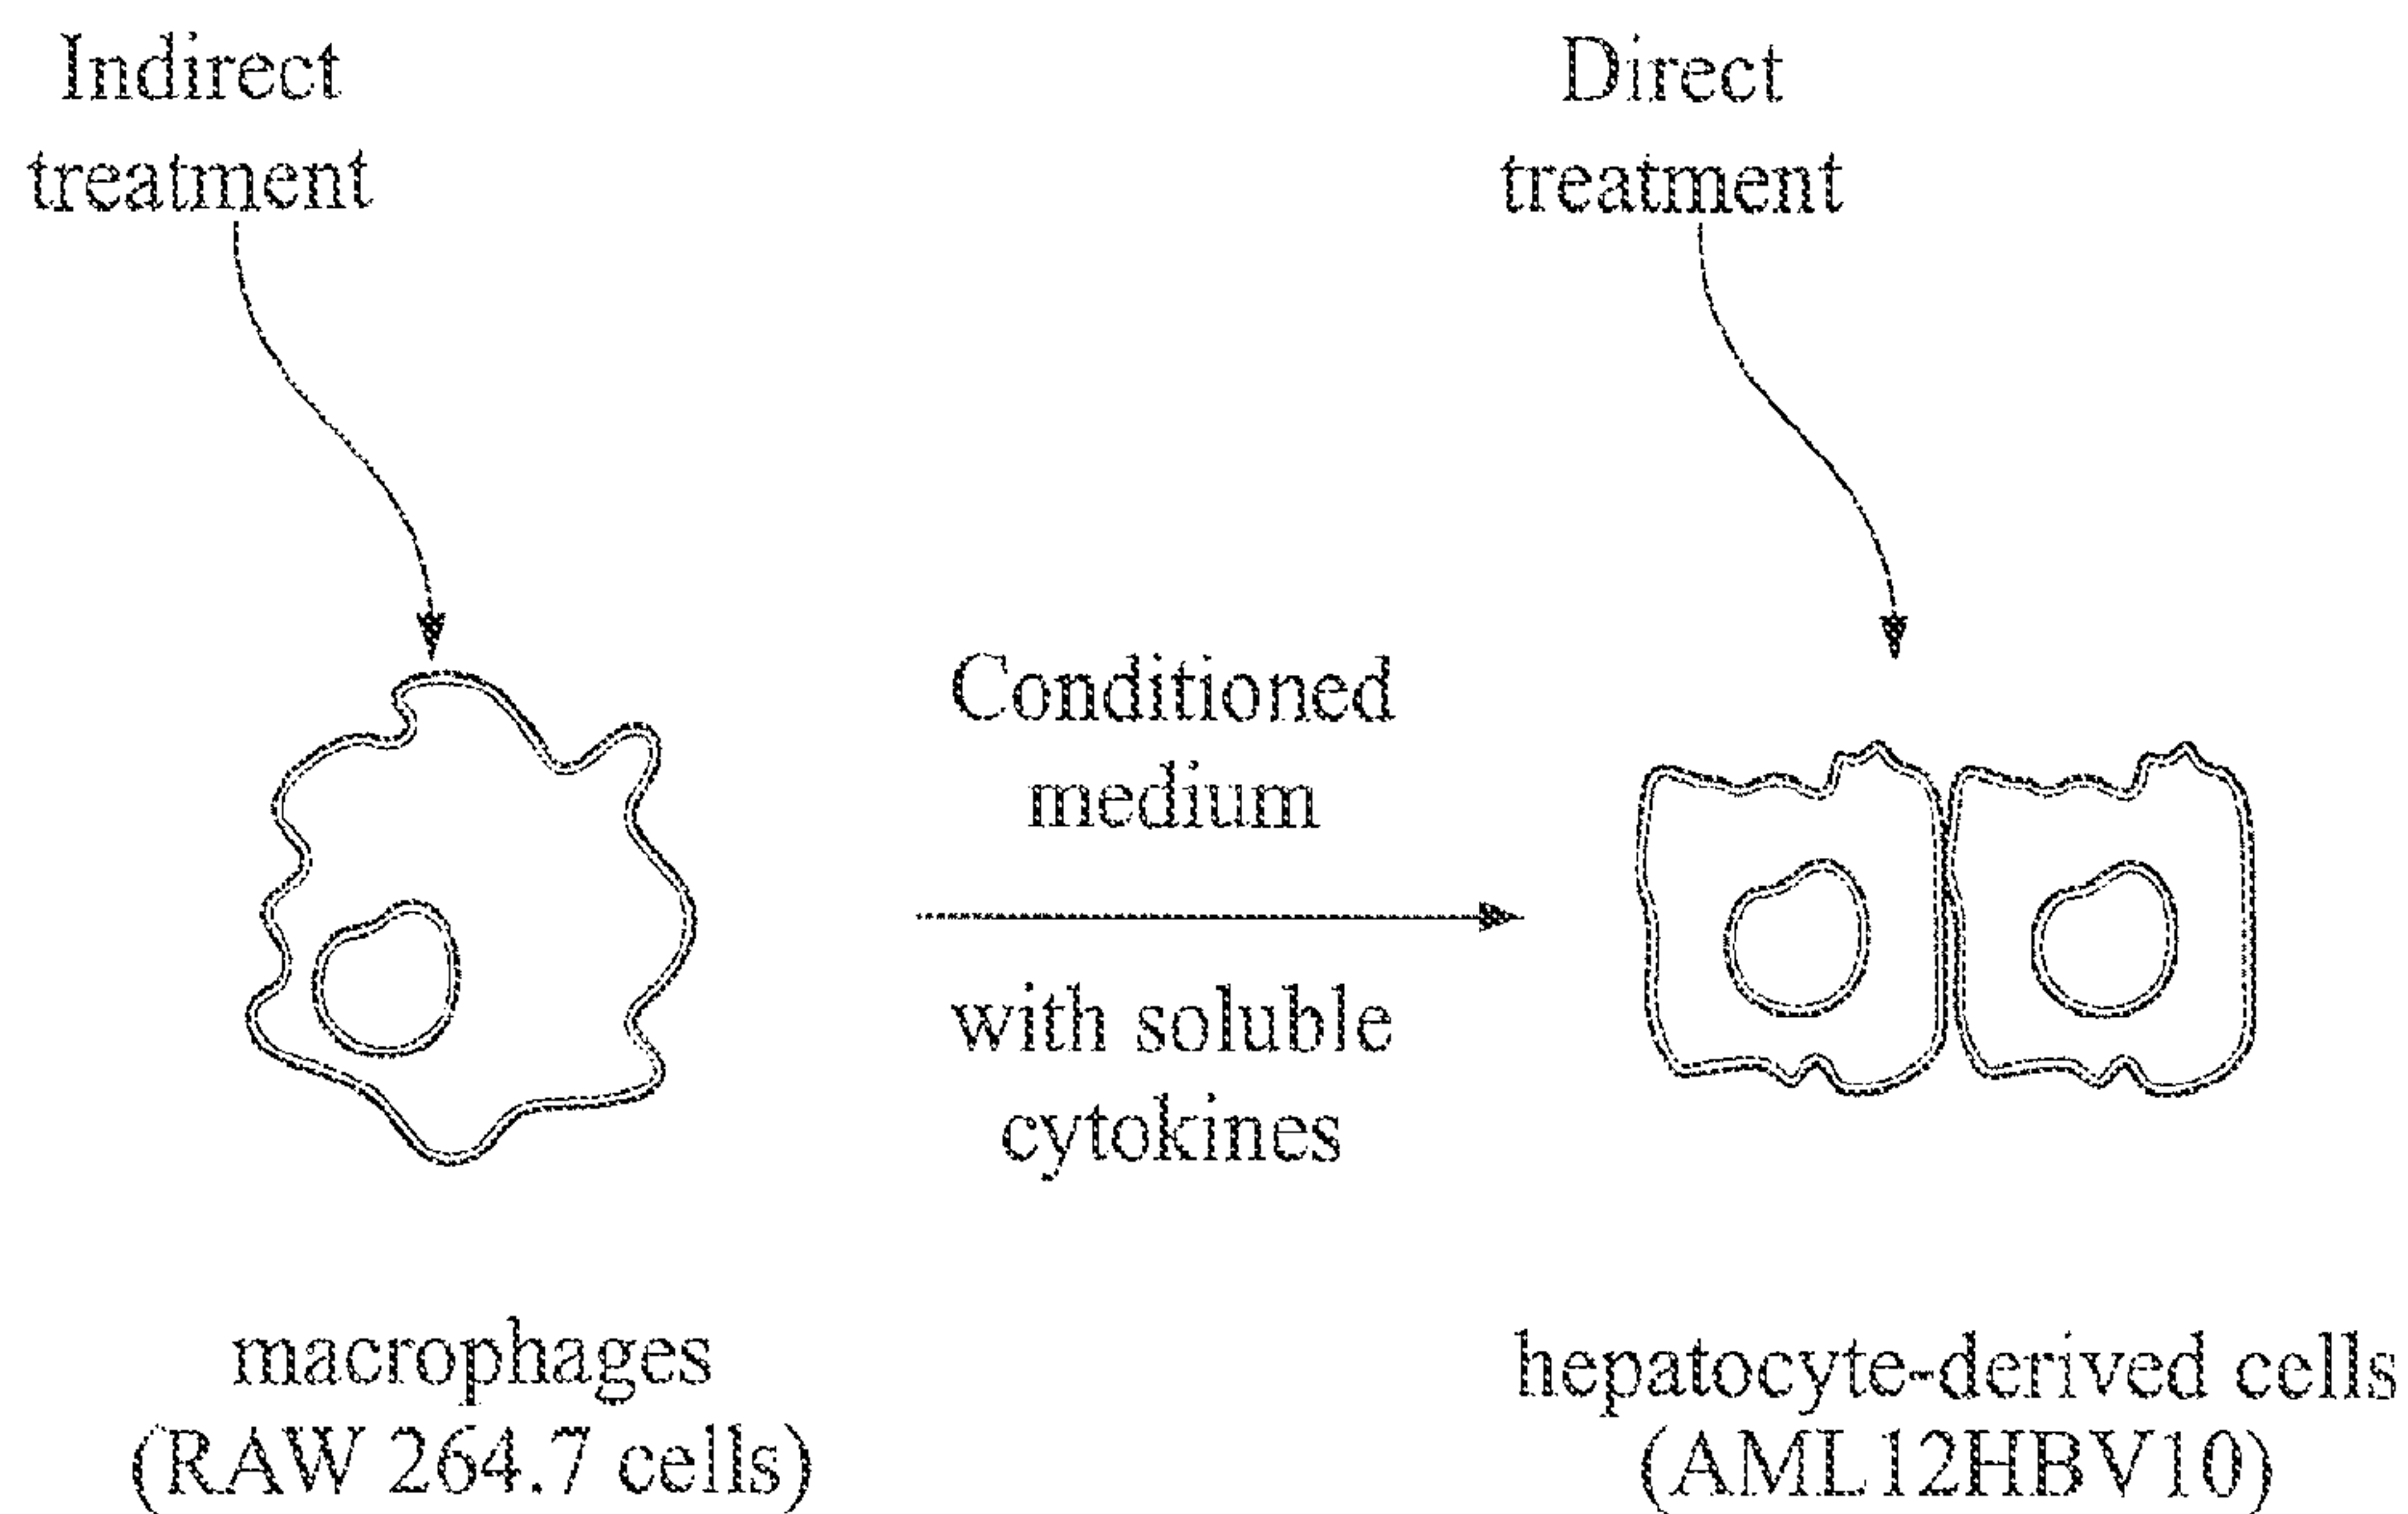 Indirect
treatment
Direct
treatment
Conditioned
medium
with soluble
cytokines
macrophages
(RAW 264.7 cells)
hepatocyte-derived cells
(AML12HBV10)